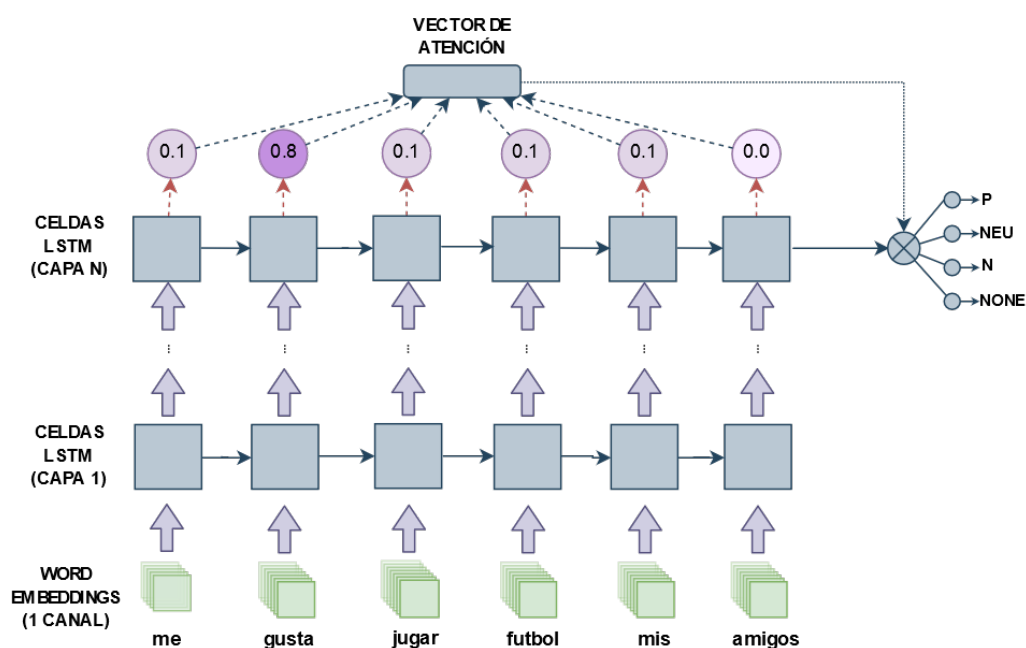 VECTOR DE
ATENCIÓN
0.1 0.8 0.1 0.1 0.1 0.0
CELDAS
LSTM
(CAPA N)
P
NEU
N
NONE
CELDAS
LSTM
(CAPA 1)
WORD
EMBEDDINGS
(1 CANAL)
me gusta jugar futbol mis amigos